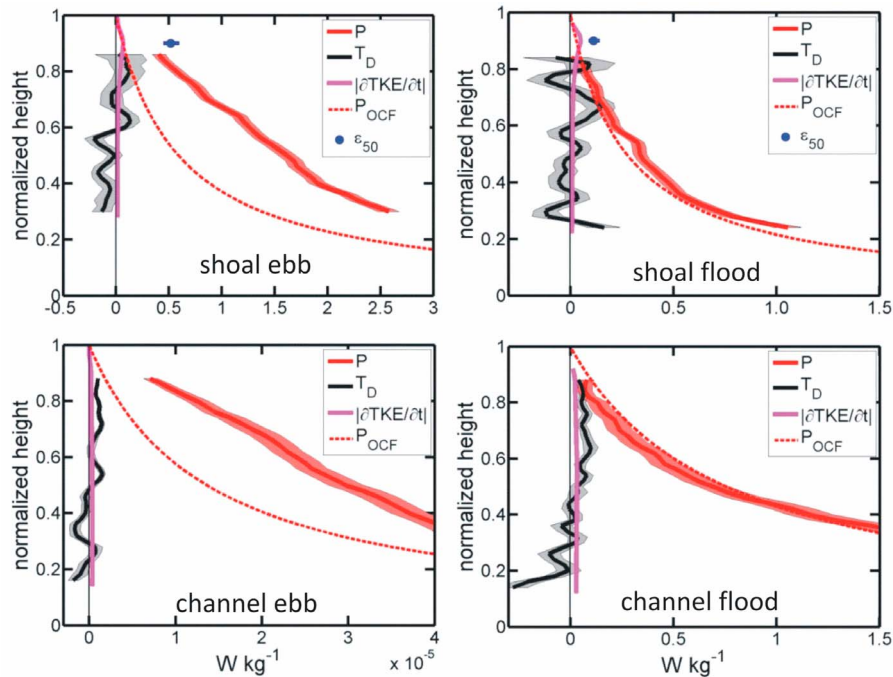 normalized height
1
0.8
0.6
0.4
0.2
0
-0.5
0
0.5
1
1.5
2
2.5
3
P
T_D
|∂TKE/∂t|
P_OCF
ε_50
shoal ebb
normalized height
1
0.8
0.6
0.4
0.2
0
0
0.5
1.0
1.5
P
T_D
|∂TKE/∂t|
P_OCF
ε_50
shoal flood
normalized height
1
0.8
0.6
0.4
0.2
0
0
1
2
3
4
x 10^-5
W kg^-1
P
T_D
|∂TKE/∂t|
P_OCF
channel ebb
normalized height
1
0.8
0.6
0.4
0.2
0
0
0.5
1.0
1.5
W kg^-1
P
T_D
|∂TKE/∂t|
P_OCF
channel flood